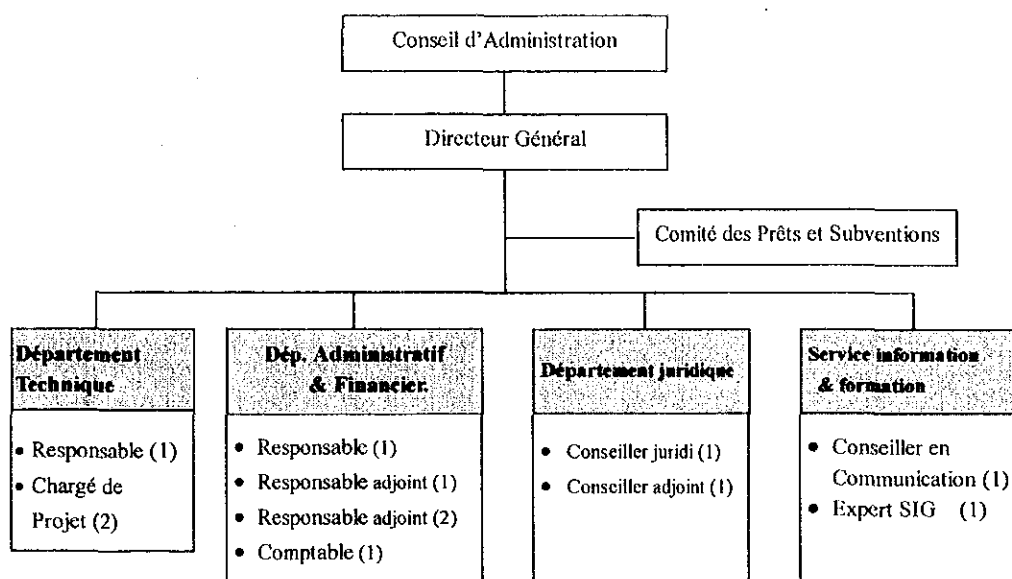 Conseil d'Administration
Directeur Général
Comité des Prêts et Subventions
Département
Technique
• Responsable (1)
• Chargé de
Projet (2)
Dép. Administratif
& Financier.
• Responsable (1)
• Responsable adjoint (1)
• Responsable adjoint (2)
• Comptable (1)
Département juridique
• Conseiller juridi (1)
• Conseiller adjoint (1)
Service information
& formation
• Conseiller en
Communication (1)
• Expert SIG (1)